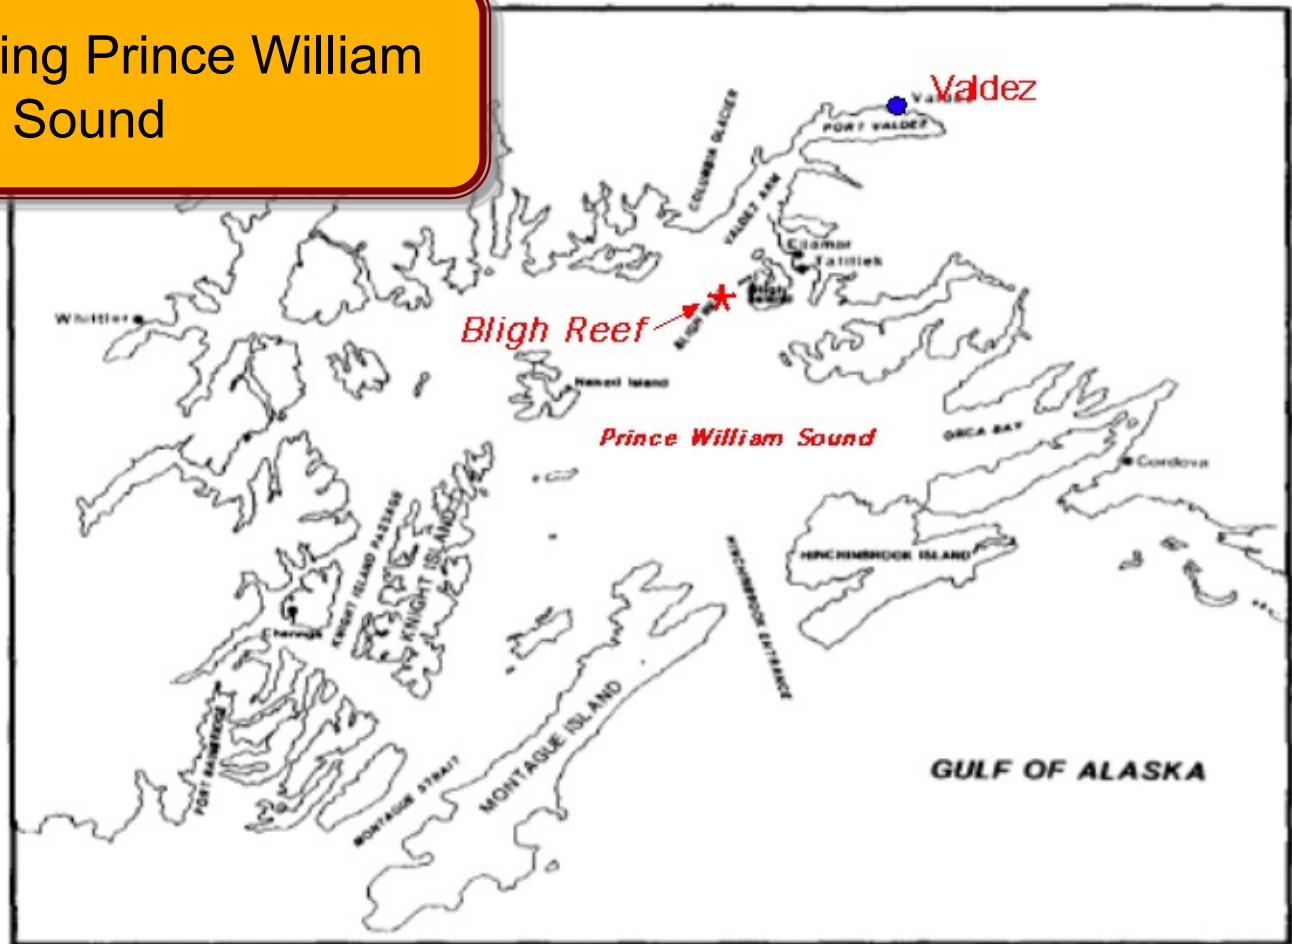 ing Prince William
Sound
Valdez
PORT VALDEZ
COLUMBIA GLACIER
VALDEZ ARM
Ellamar
Tatitlek
Whittier
Bligh Reef
BLIGH
Naked Island
Prince William Sound
ORCA BAY
Cordova
KNIGHT ISLAND PASSAGE
KNIGHT ISLAND
HINCHINBROOK ISLAND
HINCHINBROOK ENTRANCE
Chenega
PORT BAINBRIDGE
MONTAGUE ISLAND
MONTAGUE STRAIT
GULF OF ALASKA